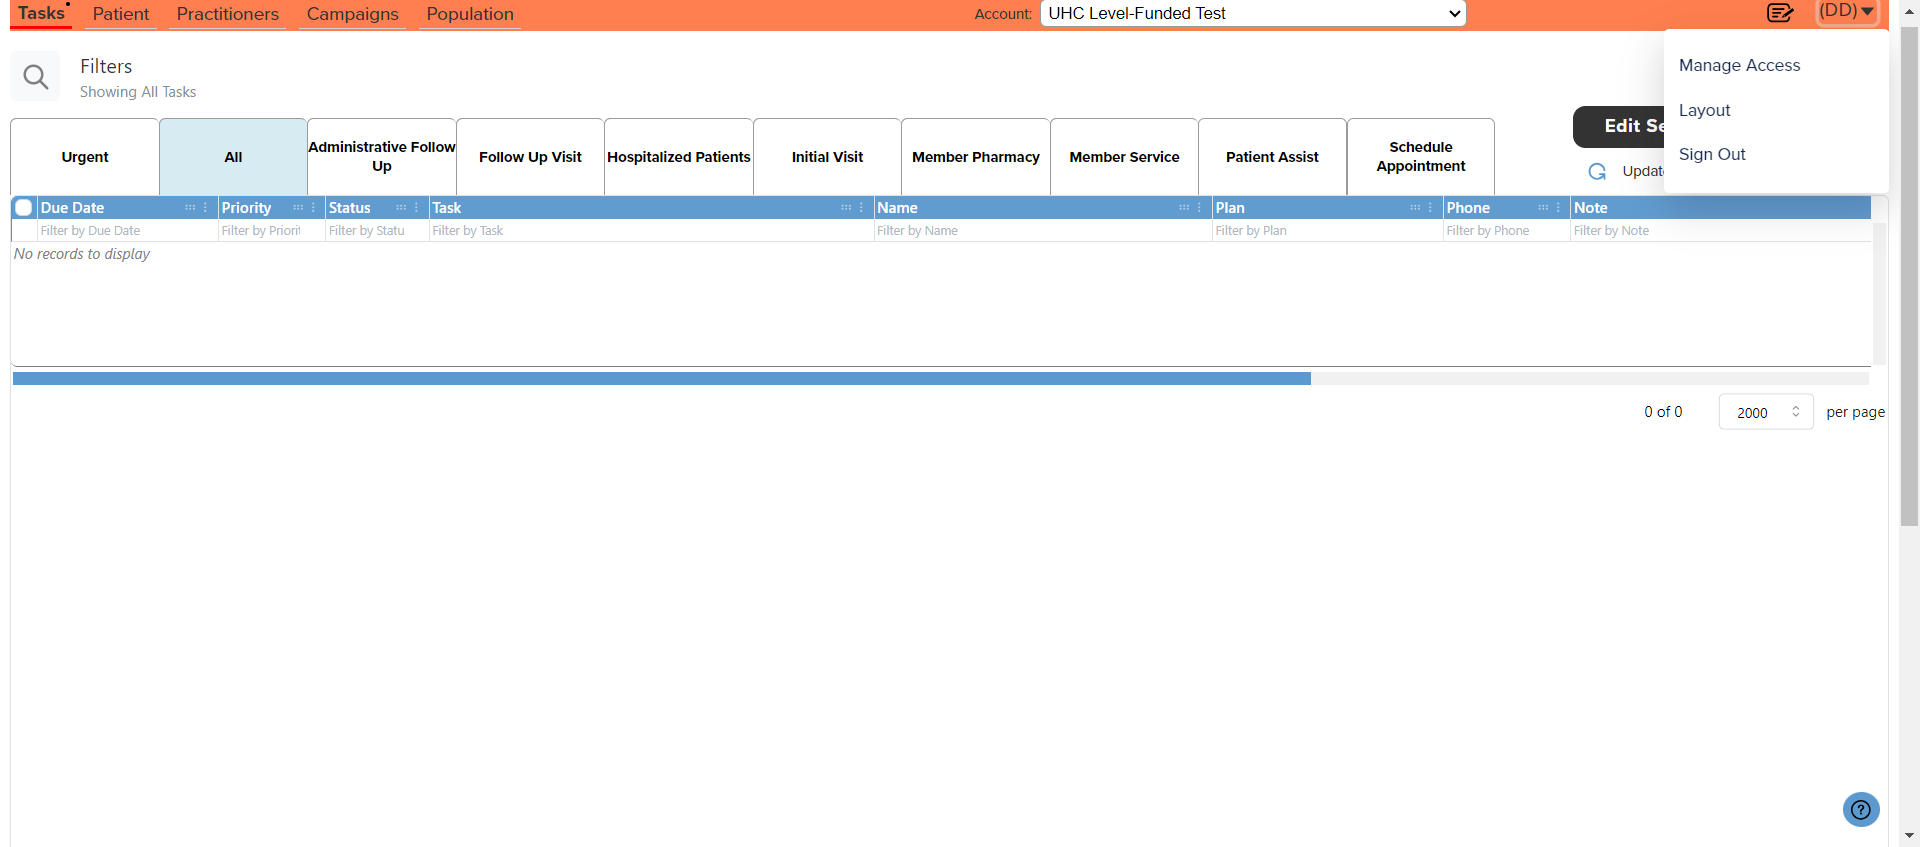 Tasks Patient Practitioners Campaigns Population Account: UHC Level-Funded Test (DD)
Manage Access
Layout
Sign Out
Filters
Showing All Tasks
Urgent
All
Administrative Follow
Up
Follow Up Visit
Hospitalized Patients
Initial Visit
Member Pharmacy
Member Service
Patient Assist
Schedule
Appointment
Edit Se
Updat
Due Date Priority Status Task Name Plan Phone Note
Filter by Due Date Filter by Priorit Filter by Statu Filter by Task Filter by Name Filter by Plan Filter by Phone Filter by Note
No records to display
0 of 0 2000 per page